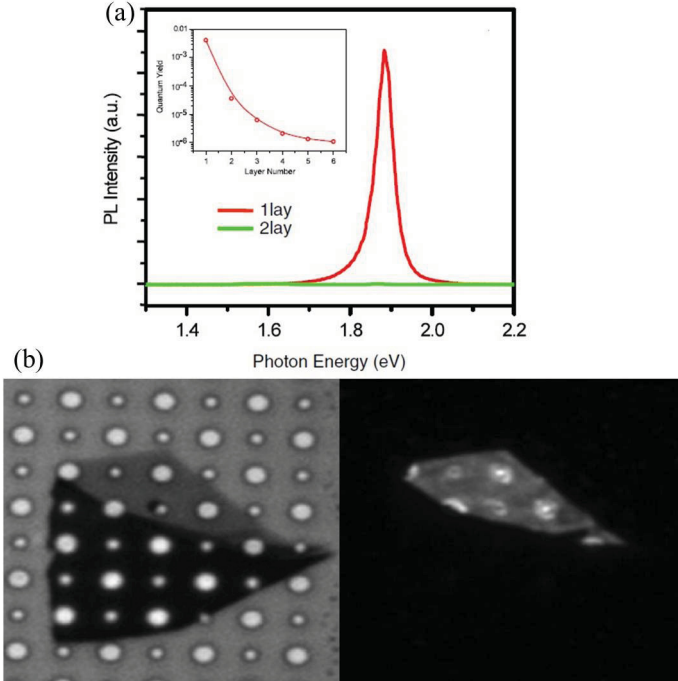 (a)
0.01
10⁻³
10⁻⁴
10⁻⁵
10⁻⁶
Quantum Yield
1 2 3 4 5 6
Layer Number
PL Intensity (a.u.)
1lay
2lay
1.4 1.6 1.8 2.0 2.2
Photon Energy (eV)
(b)